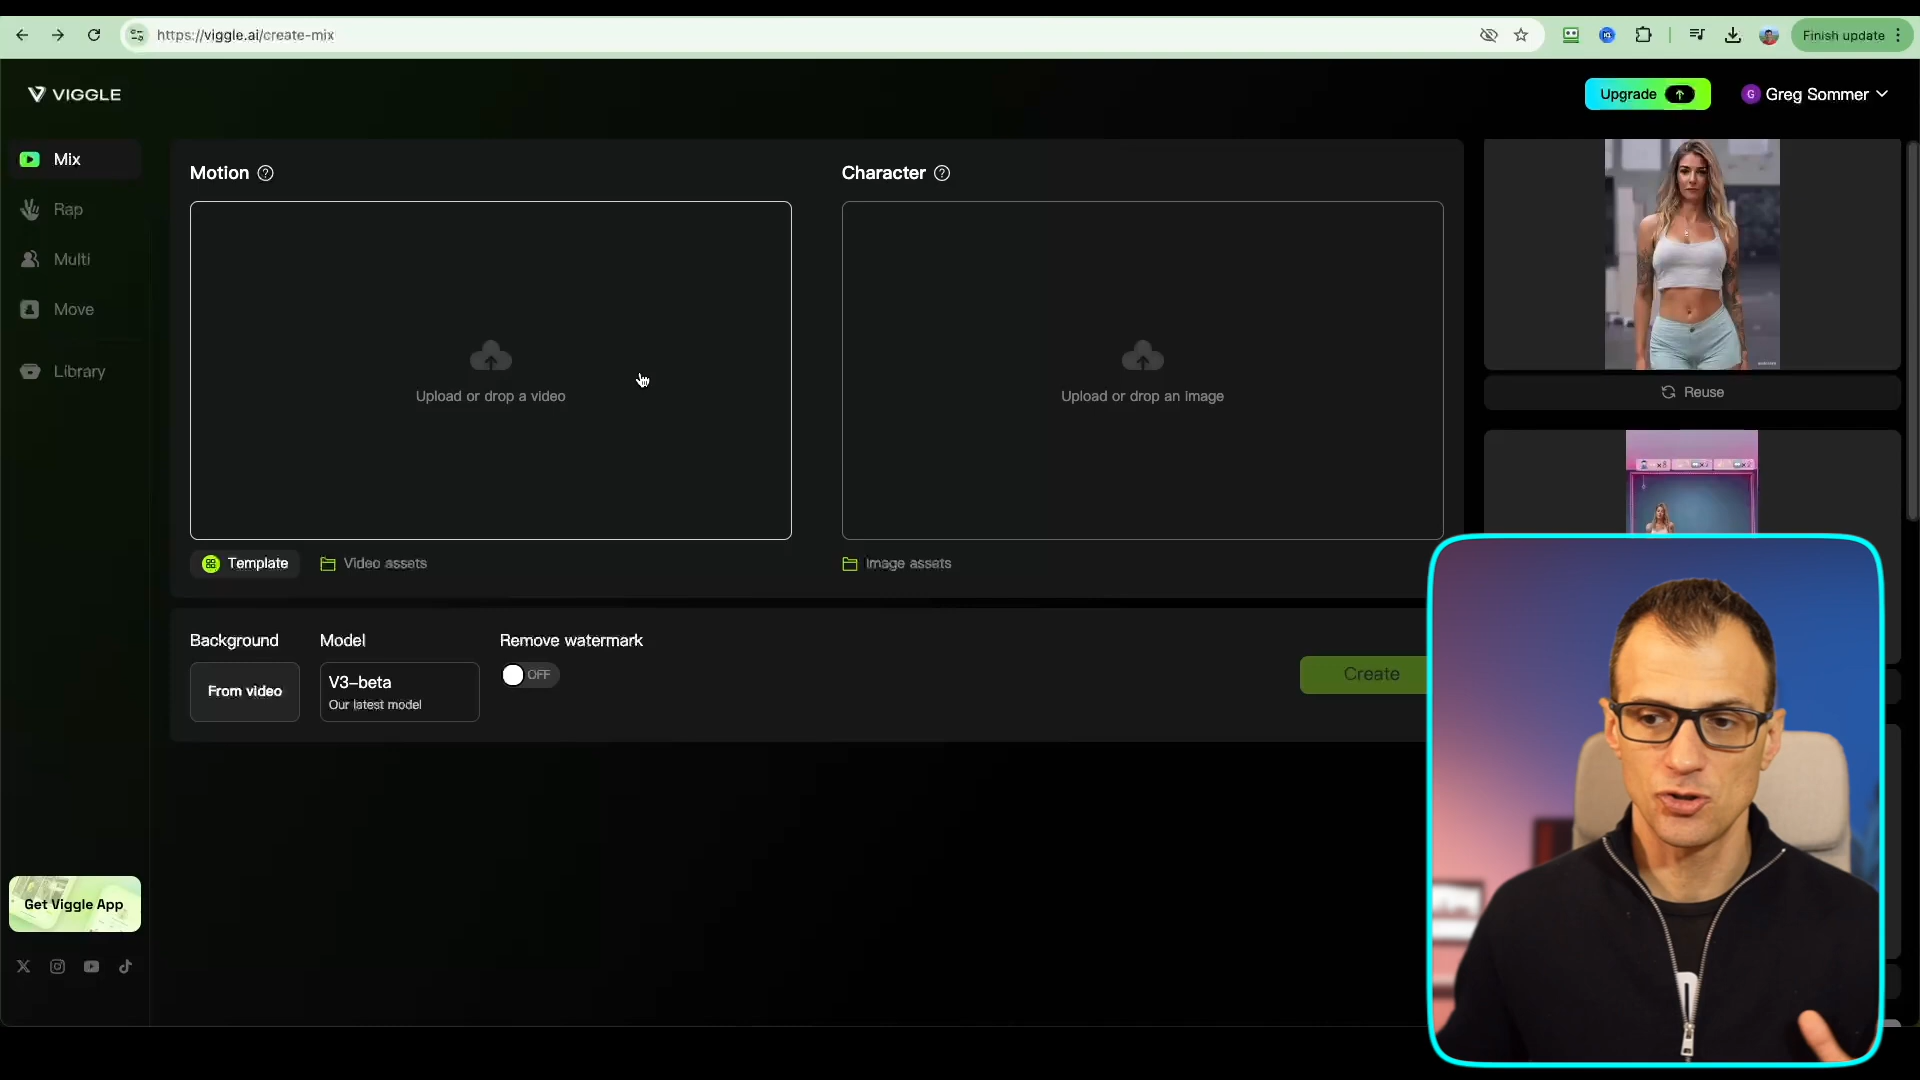 https://viggle.ai/create-mix
Finish update
VIGGLE
Upgrade
G Greg Sommer
Mix
Rap
Multi
Move
Library
Motion ?
Character ?
Upload or drop a video
Upload or drop an image
Reuse
Template
Video assets
Image assets
Background
Model
Remove watermark
From video
V3-beta
Our latest model
OFF
Create
Get Viggle App